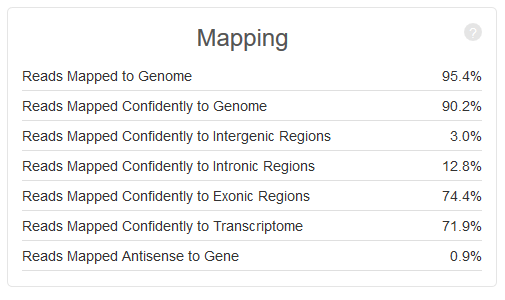 Mapping
?
Reads Mapped to Genome 95.4%
Reads Mapped Confidently to Genome 90.2%
Reads Mapped Confidently to Intergenic Regions 3.0%
Reads Mapped Confidently to Intronic Regions 12.8%
Reads Mapped Confidently to Exonic Regions 74.4%
Reads Mapped Confidently to Transcriptome 71.9%
Reads Mapped Antisense to Gene 0.9%